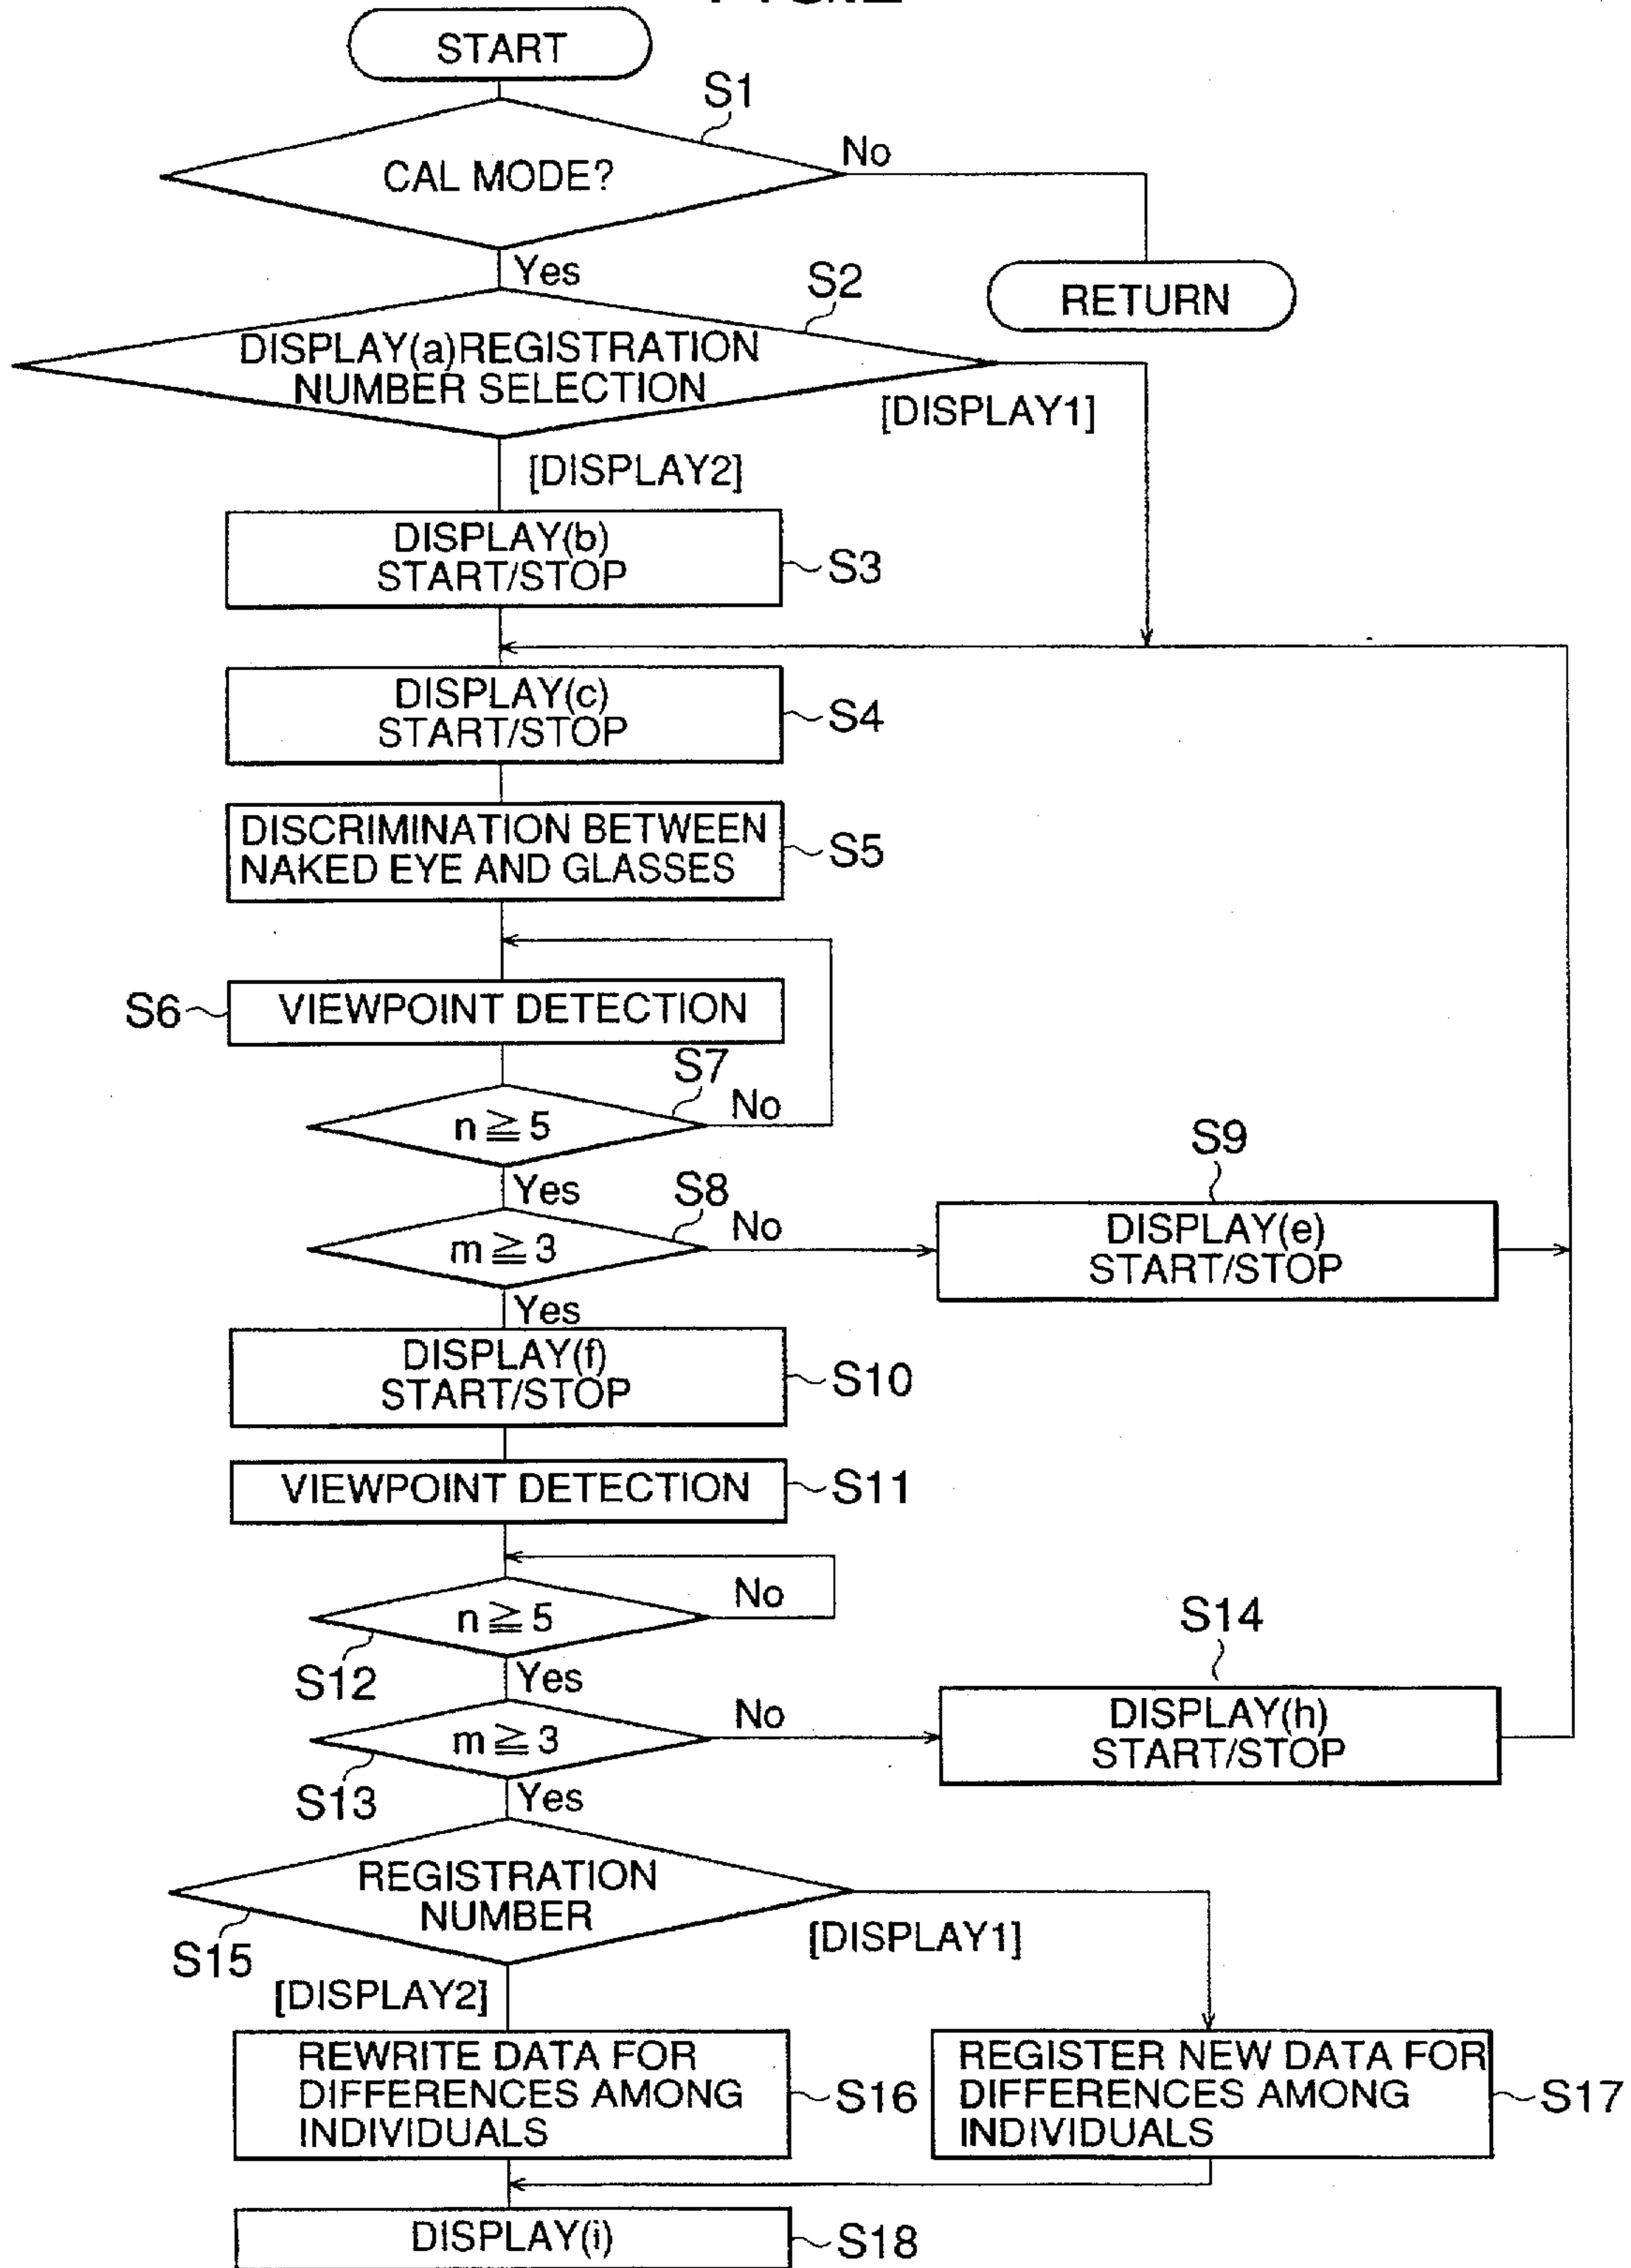 START
S1
CAL MODE?
No
Yes
S2
RETURN
DISPLAY(a)REGISTRATION
NUMBER SELECTION
[DISPLAY1]
[DISPLAY2]
DISPLAY(b)
START/STOP
S3
DISPLAY(c)
START/STOP
S4
DISCRIMINATION BETWEEN
NAKED EYE AND GLASSES
S5
S6
VIEWPOINT DETECTION
S7
n ≧ 5
No
Yes
S8
m ≧ 3
No
S9
DISPLAY(e)
START/STOP
Yes
DISPLAY(f)
START/STOP
S10
VIEWPOINT DETECTION
S11
n ≧ 5
No
S12
Yes
m ≧ 3
No
S14
DISPLAY(h)
START/STOP
S13
Yes
REGISTRATION
NUMBER
S15
[DISPLAY1]
[DISPLAY2]
REWRITE DATA FOR
DIFFERENCES AMONG
INDIVIDUALS
S16
REGISTER NEW DATA FOR
DIFFERENCES AMONG
INDIVIDUALS
S17
DISPLAY(i)
S18